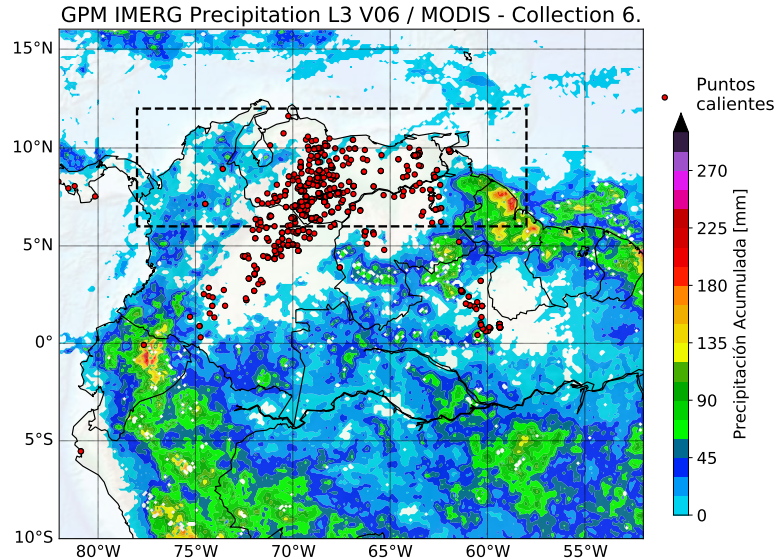 GPM IMERG Precipitation L3 V06 / MODIS - Collection 6.
15°N
10°N
5°N
0°
5°S
10°S
80°W
75°W
70°W
65°W
60°W
55°W
Puntos
calientes
270
225
180
135
90
45
0
Precipitación Acumulada [mm]